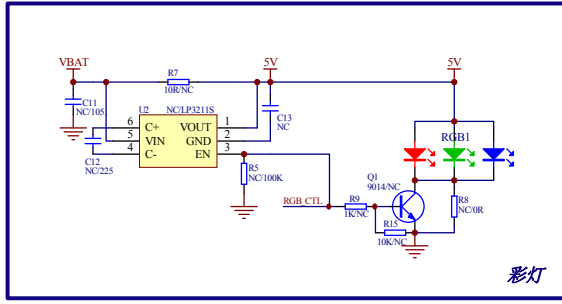 VBAT
5V
5V
R7
10R/NC
C11
NC/105
U2
NC/LP3211S
C13
NC
6
C+
VOUT
1
5
VIN
GND
2
4
C-
EN
3
C12
NC/225
R5
NC/100K
RGB1
Q1
9014/NC
RGB_CTL
R9
1K/NC
R8
NC/0R
R15
10K/NC
彩灯